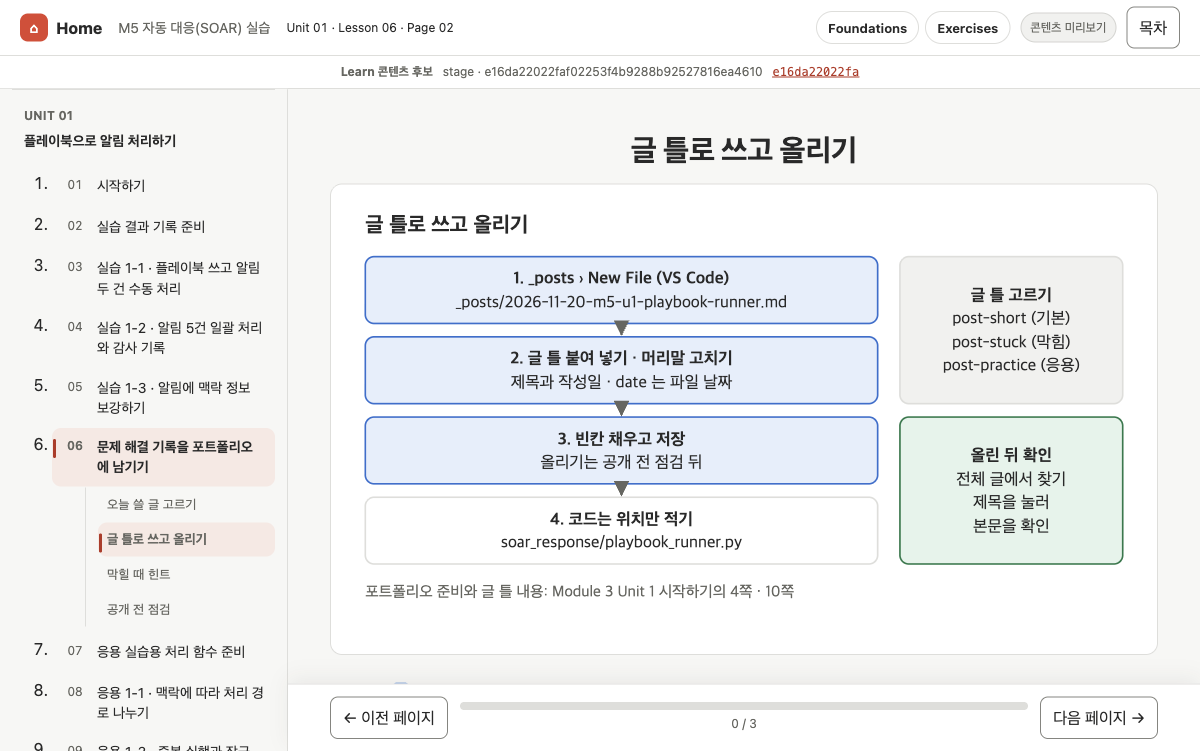 Home
M5 자동 대응(SOAR) 실습
Unit 01 · Lesson 06 · Page 02
Foundations
Exercises
콘텐츠 미리보기
목차
Learn 콘텐츠 후보 stage · e16da22022faf02253f4b9288b92527816ea4610 e16da22022fa
UNIT 01
플레이북으로 알림 처리하기
1. 01 시작하기
2. 02 실습 결과 기록 준비
3. 03 실습 1-1 · 플레이북 쓰고 알림
두 건 수동 처리
4. 04 실습 1-2 · 알림 5건 일괄 처리
와 감사 기록
5. 05 실습 1-3 · 알림에 맥락 정보
보강하기
6. 06 문제 해결 기록을 포트폴리오
에 남기기
오늘 쓸 글 고르기
글 틀로 쓰고 올리기
막힐 때 힌트
공개 전 점검
7. 07 응용 실습용 처리 함수 준비
8. 08 응용 1-1 · 맥락에 따라 처리 경
로 나누기
글 틀로 쓰고 올리기
글 틀로 쓰고 올리기
1. _posts › New File (VS Code)
_posts/2026-11-20-m5-u1-playbook-runner.md
2. 글 틀 붙여 넣기 · 머리말 고치기
제목과 작성일 · date 는 파일 날짜
3. 빈칸 채우고 저장
올리기는 공개 전 점검 뒤
4. 코드는 위치만 적기
soar_response/playbook_runner.py
글 틀 고르기
post-short (기본)
post-stuck (막힘)
post-practice (응용)
올린 뒤 확인
전체 글에서 찾기
제목을 눌러
본문을 확인
포트폴리오 준비와 글 틀 내용: Module 3 Unit 1 시작하기의 4쪽 · 10쪽
← 이전 페이지
0 / 3
다음 페이지 →